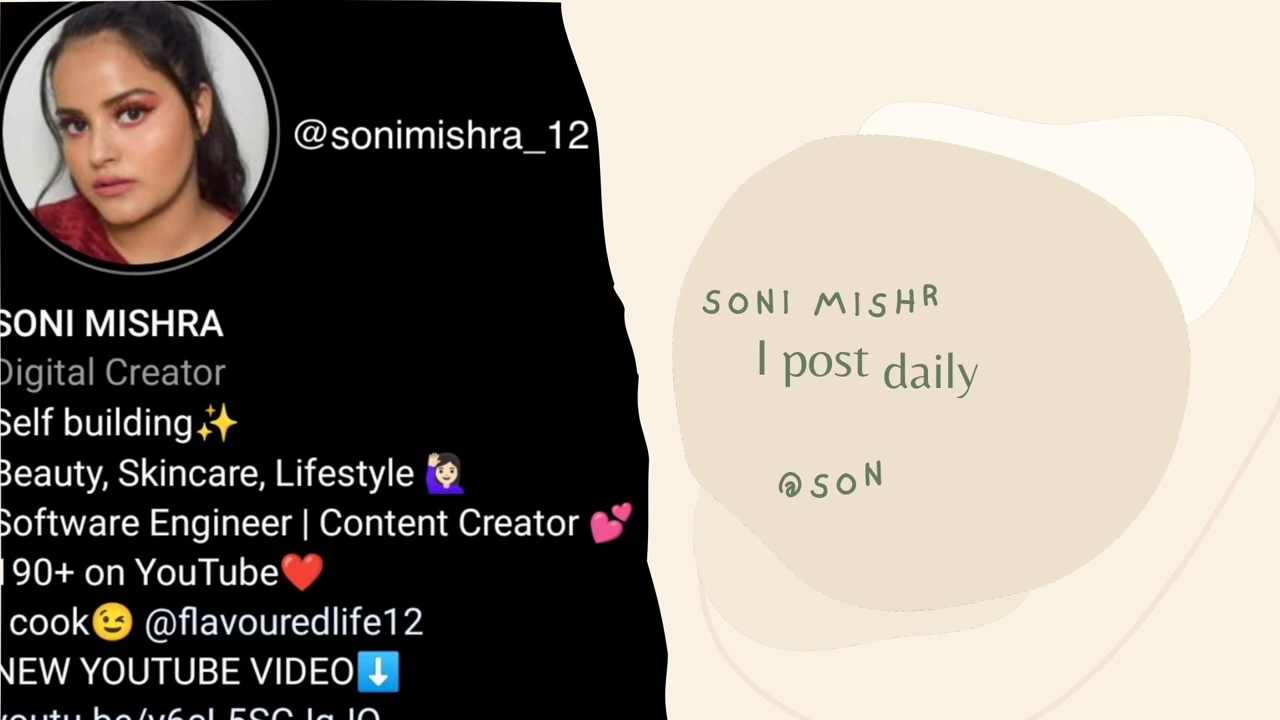 @sonimishra_12
SONI MISHRA
Digital Creator
Self building✨
Beauty, Skincare, Lifestyle 🙋🏻‍♀️
Software Engineer | Content Creator 💕
190+ on YouTube❤️
cook😉 @flavouredlife12
NEW YOUTUBE VIDEO⬇️
SONI MISHR
I post daily
@SON